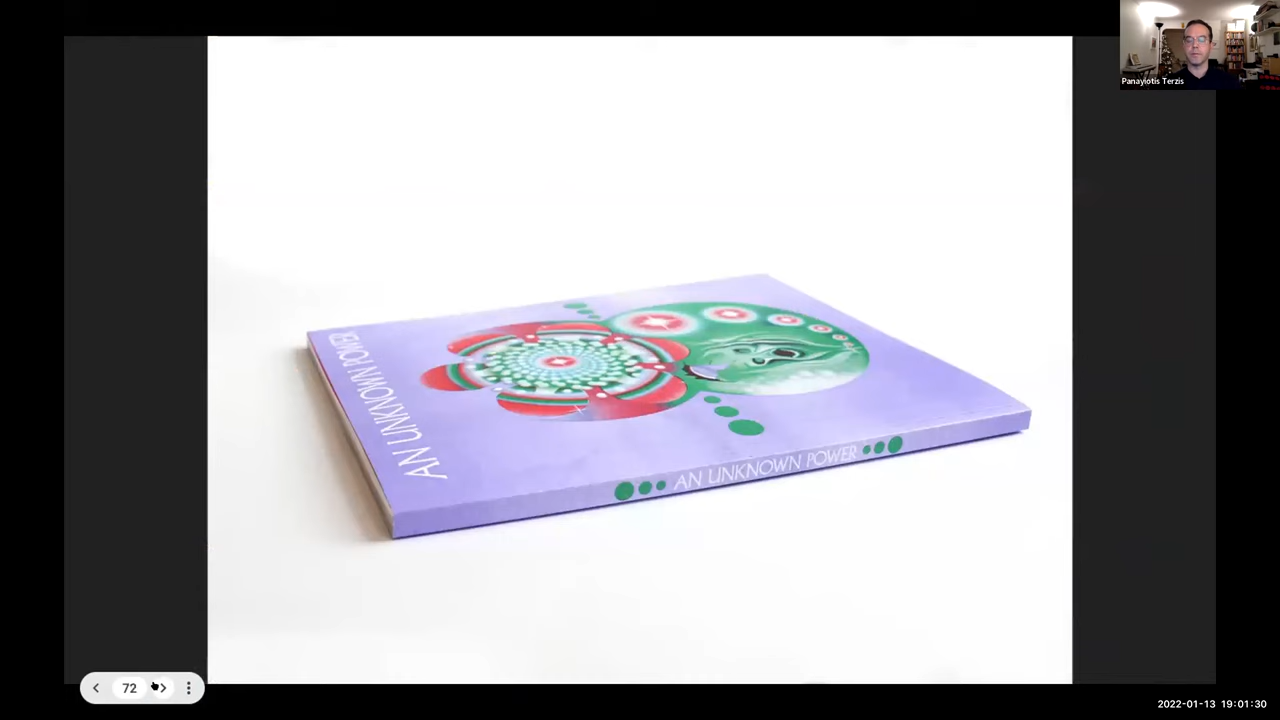 Panayiotis Terzis
AN UNKNOWN POWER
AN UNKNOWN POWER
72
2022-01-13 19:01:30